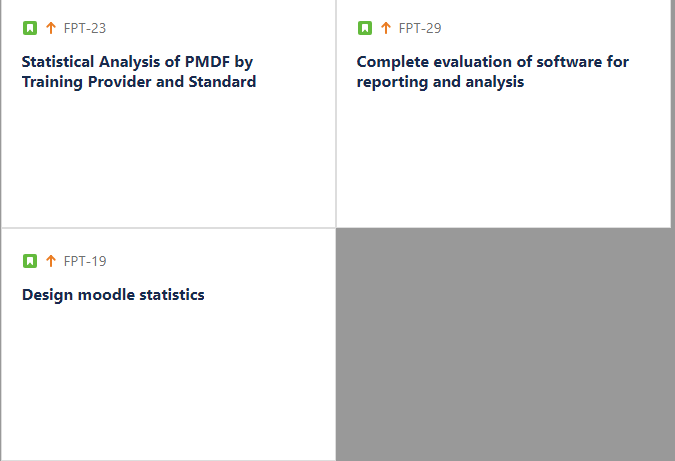 FPT-23
Statistical Analysis of PMDF by
Training Provider and Standard
FPT-29
Complete evaluation of software for
reporting and analysis
FPT-19
Design moodle statistics